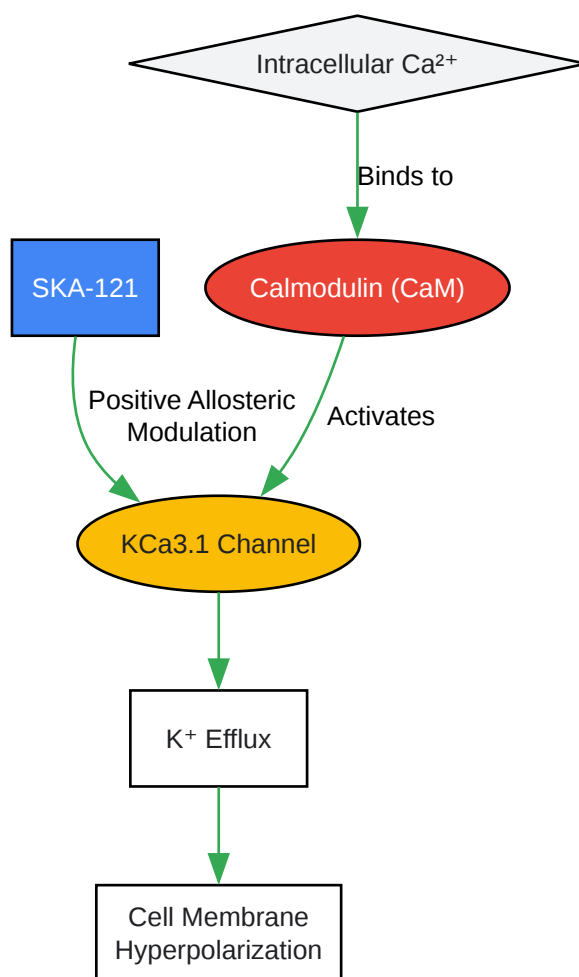 Intracellular Ca²⁺
Binds to
SKA-121
Calmodulin (CaM)
Positive Allosteric
Modulation
Activates
KCa3.1 Channel
K⁺ Efflux
Cell Membrane
Hyperpolarization